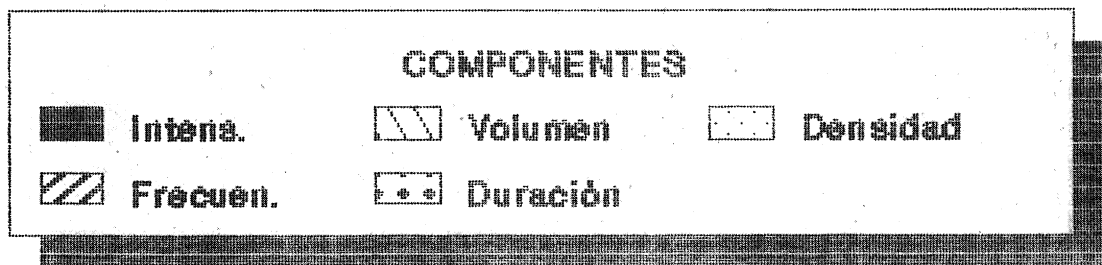 COMPONENTES
Intens. Volumen Densidad
Frecuen. Duración